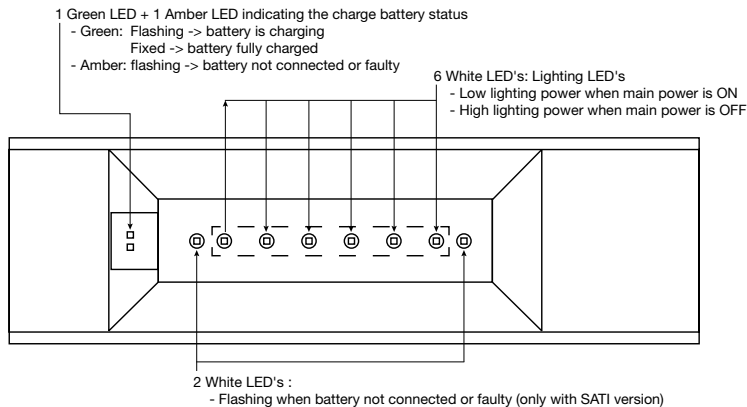 1 Green LED + 1 Amber LED indicating the charge battery status
- Green: Flashing -> battery is charging
Fixed -> battery fully charged
- Amber: flashing -> battery not connected or faulty
6 White LED's: Lighting LED's
- Low lighting power when main power is ON
- High lighting power when main power is OFF
2 White LED's :
- Flashing when battery not connected or faulty (only with SATI version)